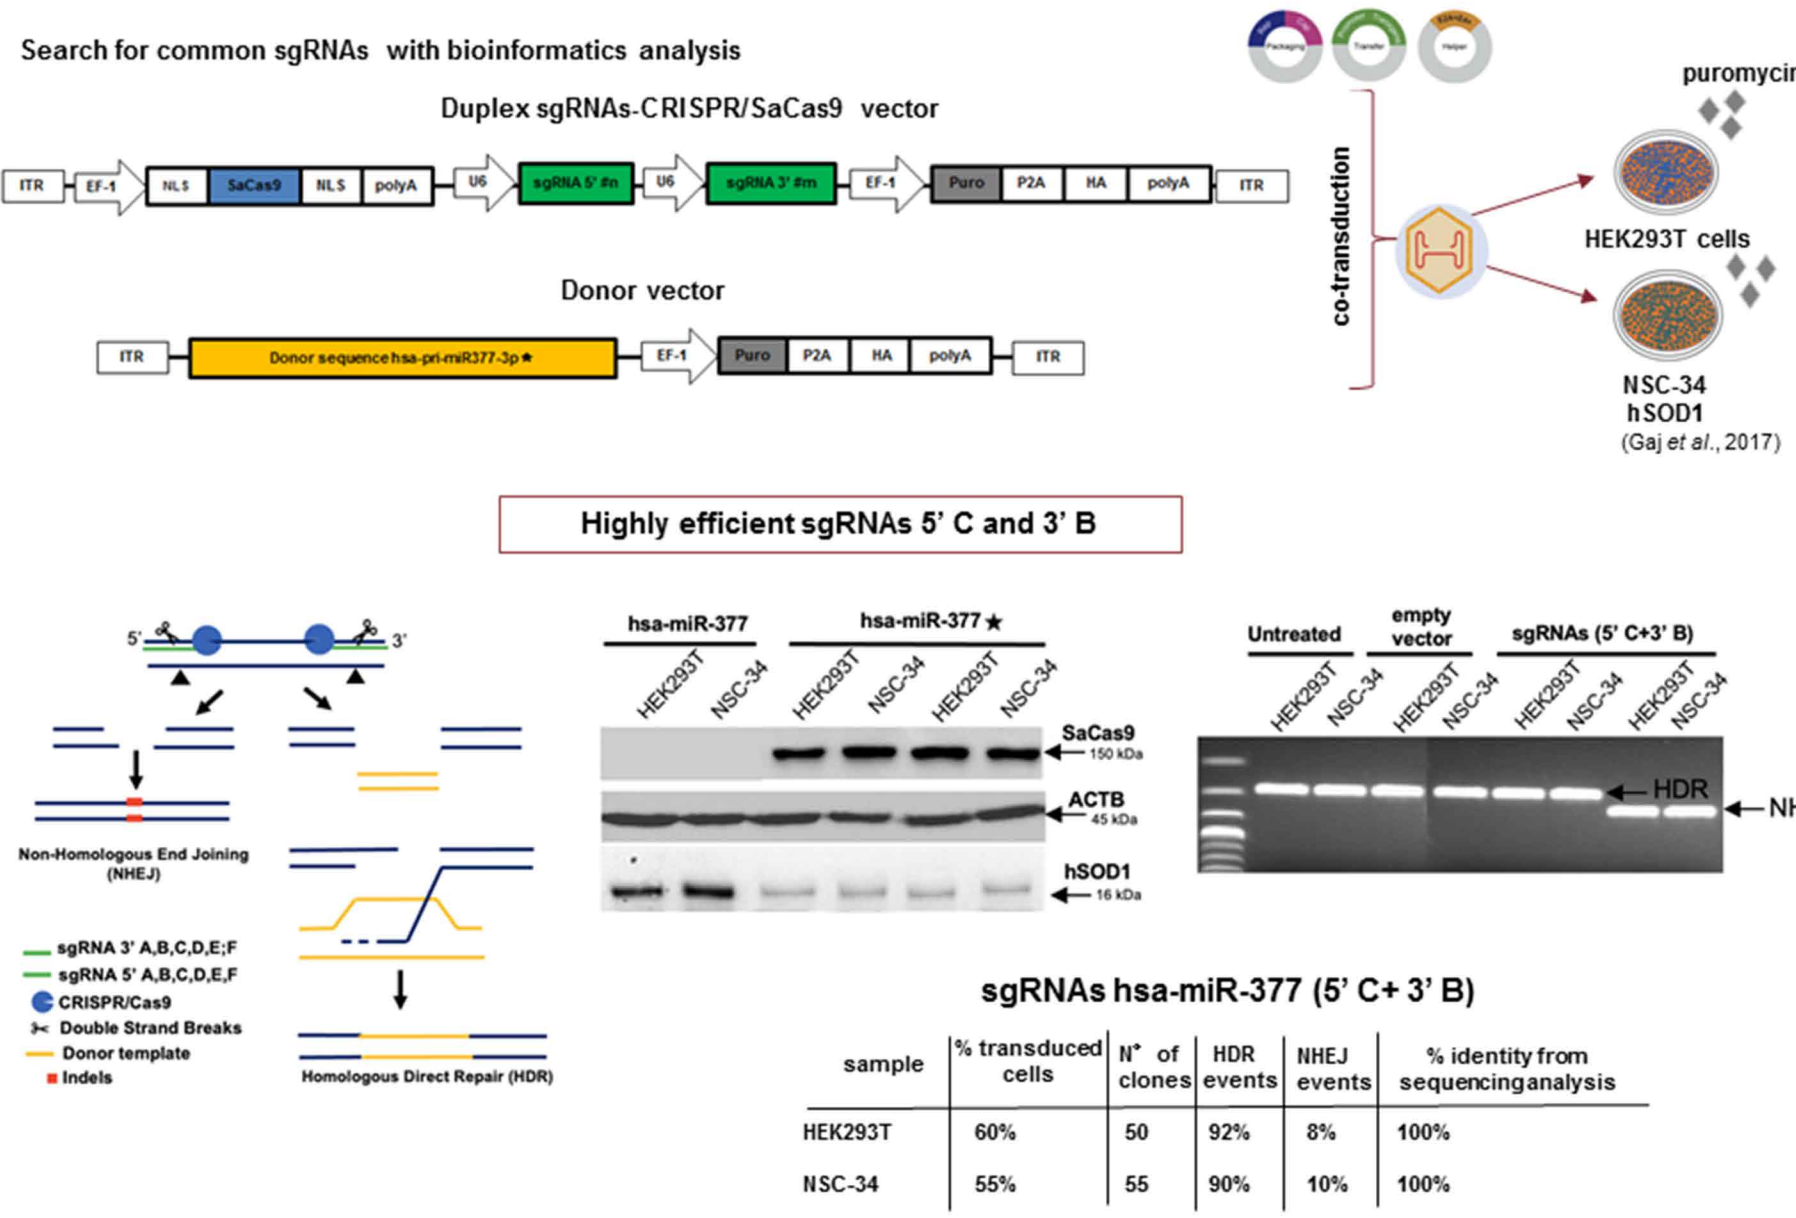 Search for common sgRNAs with bioinformatics analysis
Duplex sgRNAs-CRISPR/SaCas9 vector
ITR EF-1 NLS SaCas9 NLS polyA U6 sgRNA 5' #n U6 sgRNA 3' #m EF-1 Puro P2A HA polyA ITR
Donor vector
ITR Donor sequence hsa-pri-miR377-3p★ EF-1 Puro P2A HA polyA ITR
Packaging
Transfer
Helper
co-transduction
puromycin
HEK293T cells
NSC-34
hSOD1
(Gaj et al., 2017)
Highly efficient sgRNAs 5' C and 3' B
5' 3'
Non-Homologous End Joining
(NHEJ)
sgRNA 3' A,B,C,D,E;F
sgRNA 5' A,B,C,D,E,F
CRISPR/Cas9
Double Strand Breaks
Donor template
Indels
Homologous Direct Repair (HDR)
hsa-miR-377 hsa-miR-377★
HEK293T NSC-34 HEK293T NSC-34 HEK293T NSC-34
SaCas9
150 kDa
ACTB
45 kDa
hSOD1
16 kDa
Untreated
empty
vector
sgRNAs (5' C+3' B)
HEK293T NSC-34 HEK293T NSC-34 HEK293T NSC-34 HEK293T NSC-34
HDR
NH
sgRNAs hsa-miR-377 (5' C+ 3' B)
sample
% transduced
cells
N° of
clones
HDR
events
NHEJ
events
% identity from
sequencing analysis
HEK293T 60% 50 92% 8% 100%
NSC-34 55% 55 90% 10% 100%